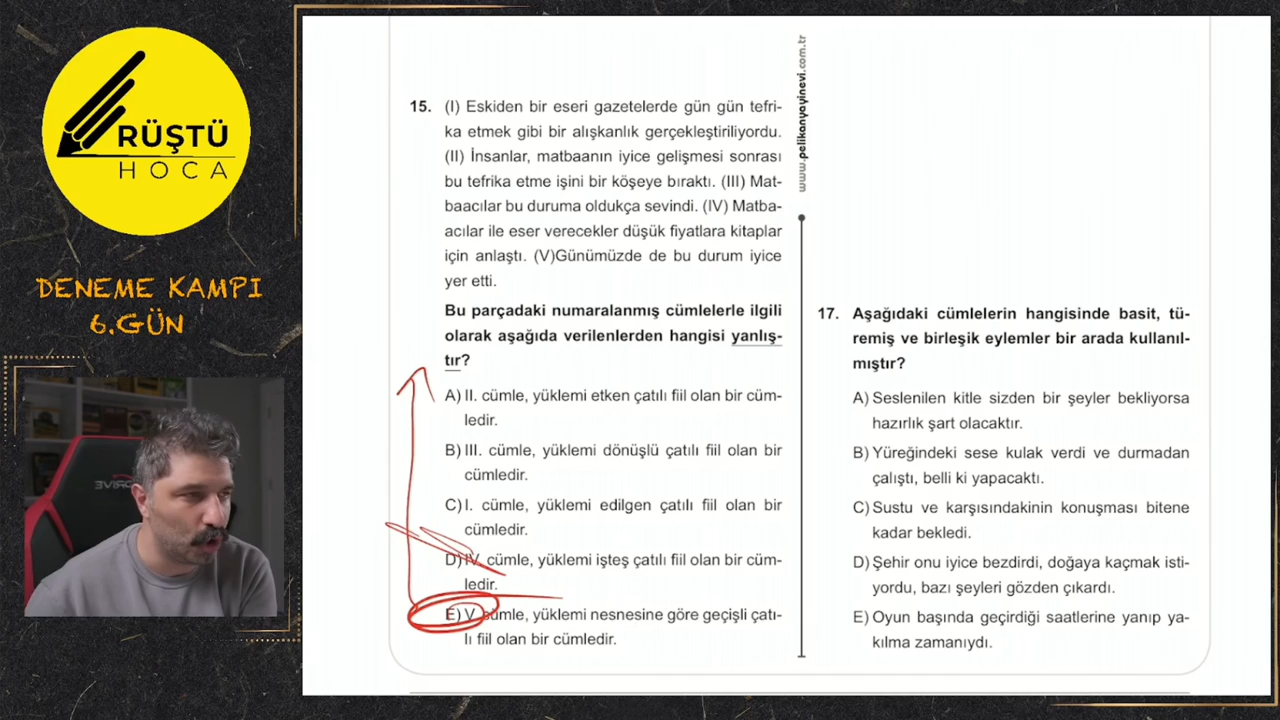 RÜŞTÜ
HOCA
DENEME KAMPI
6.GÜN
15. (I) Eskiden bir eseri gazetelerde gün gün tefri-
ka etmek gibi bir alışkanlık gerçekleştiriliyordu.
(II) İnsanlar, matbaanın iyice gelişmesi sonrası
bu tefrika etme işini bir köşeye bıraktı. (III) Mat-
baacılar bu duruma oldukça sevindi. (IV) Matba-
acılar ile eser verecekler düşük fiyatlara kitaplar
için anlaştı. (V)Günümüzde de bu durum iyice
yer etti.
Bu parçadaki numaralanmış cümlelerle ilgili
olarak aşağıda verilenlerden hangisi yanlış-
tır?
A) II. cümle, yüklemi etken çatılı fiil olan bir cüm-
ledir.
B) III. cümle, yüklemi dönüşlü çatılı fiil olan bir
cümledir.
C) I. cümle, yüklemi edilgen çatılı fiil olan bir
cümledir.
D) IV. cümle, yüklemi işteş çatılı fiil olan bir cüm-
ledir.
E) V. cümle, yüklemi nesnesine göre geçişli çatı-
lı fiil olan bir cümledir.
www.pelikanyayinevi.com.tr
17. Aşağıdaki cümlelerin hangisinde basit, tü-
remiş ve birleşik eylemler bir arada kullanıl-
mıştır?
A) Seslenilen kitle sizden bir şeyler bekliyorsa
hazırlık şart olacaktır.
B) Yüreğindeki sese kulak verdi ve durmadan
çalıştı, belli ki yapacaktı.
C) Sustu ve karşısındakinin konuşması bitene
kadar bekledi.
D) Şehir onu iyice bezdirdi, doğaya kaçmak isti-
yordu, bazı şeyleri gözden çıkardı.
E) Oyun başında geçirdiği saatlerine yanıp ya-
kılma zamanıydı.